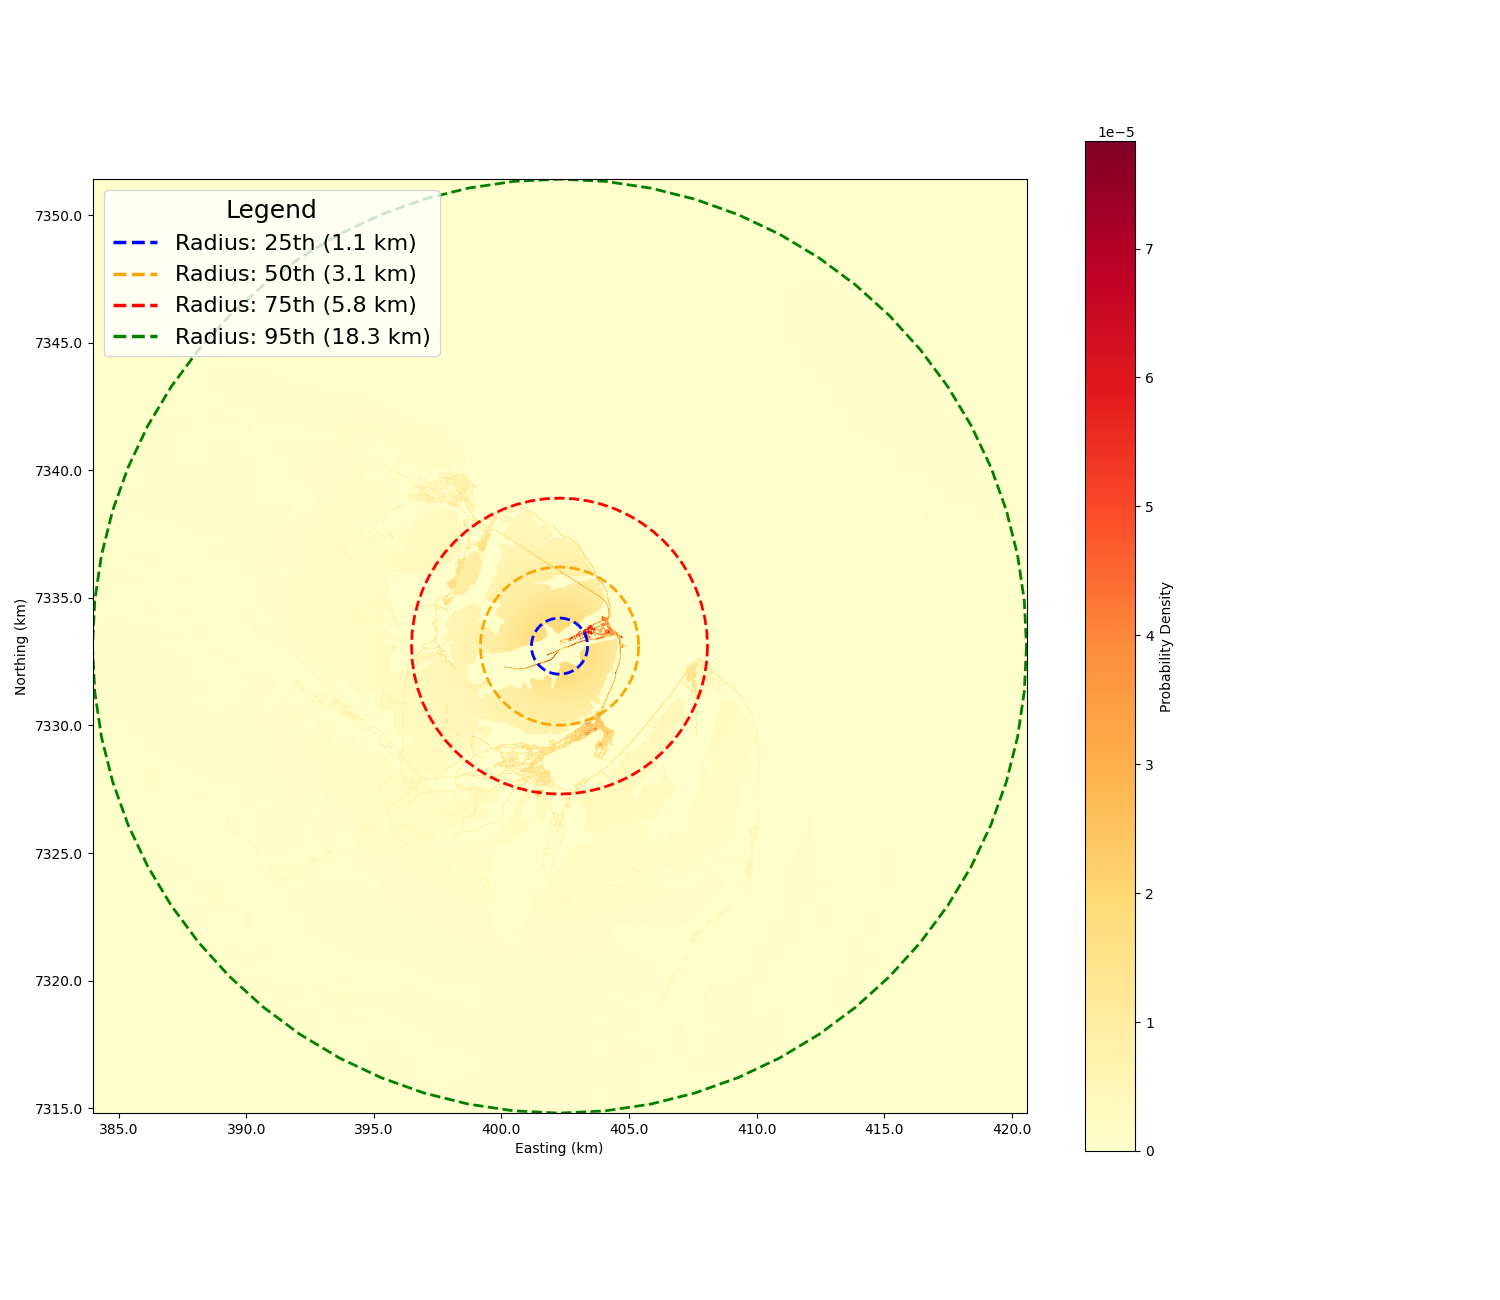 1e−5
Legend
Radius: 25th (1.1 km)
Radius: 50th (3.1 km)
Radius: 75th (5.8 km)
Radius: 95th (18.3 km)
7350.0
7345.0
7340.0
7335.0
7330.0
7325.0
7320.0
7315.0
Northing (km)
385.0 390.0 395.0 400.0 405.0 410.0 415.0 420.0
Easting (km)
7
6
5
4
3
2
1
0
Probability Density